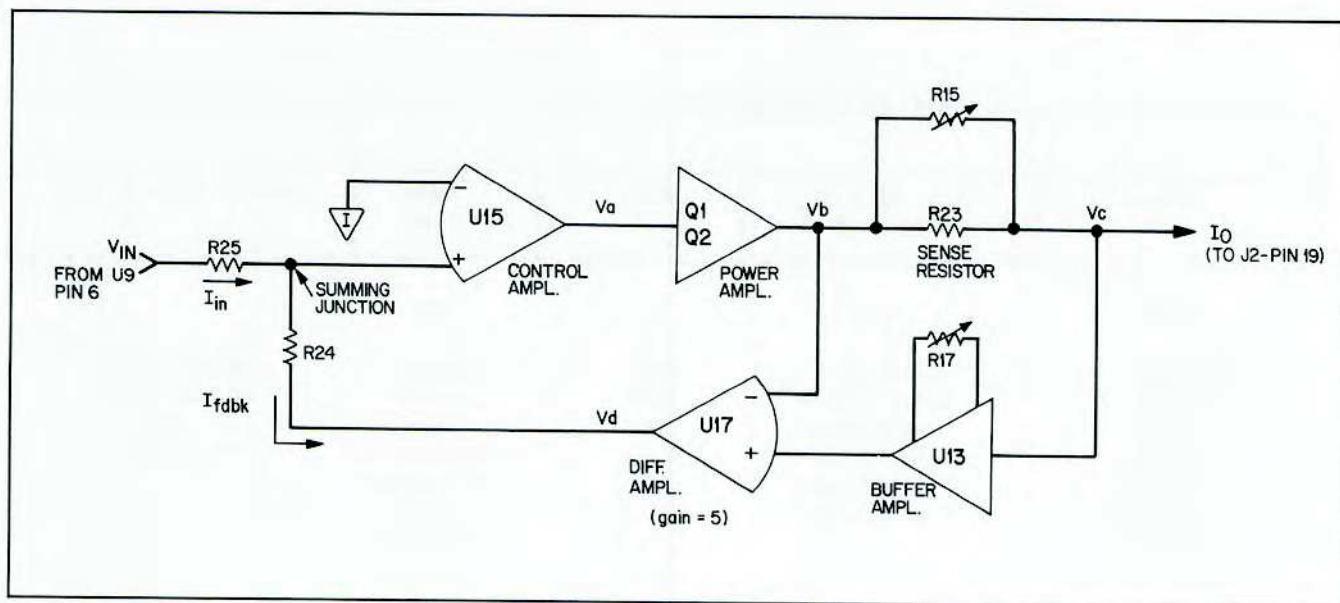 R15
I
-
+
U15
CONTROL
AMPL.
Va
Q1
Q2
POWER
AMPL.
Vb
R23
SENSE
RESISTOR
Vc
IO
(TO J2-PIN 19)
VIN
FROM U9
PIN 6
R25
Iin
SUMMING
JUNCTION
R24
Ifdbk
Vd
-
+
U17
DIFF.
AMPL.
(gain = 5)
R17
U13
BUFFER
AMPL.